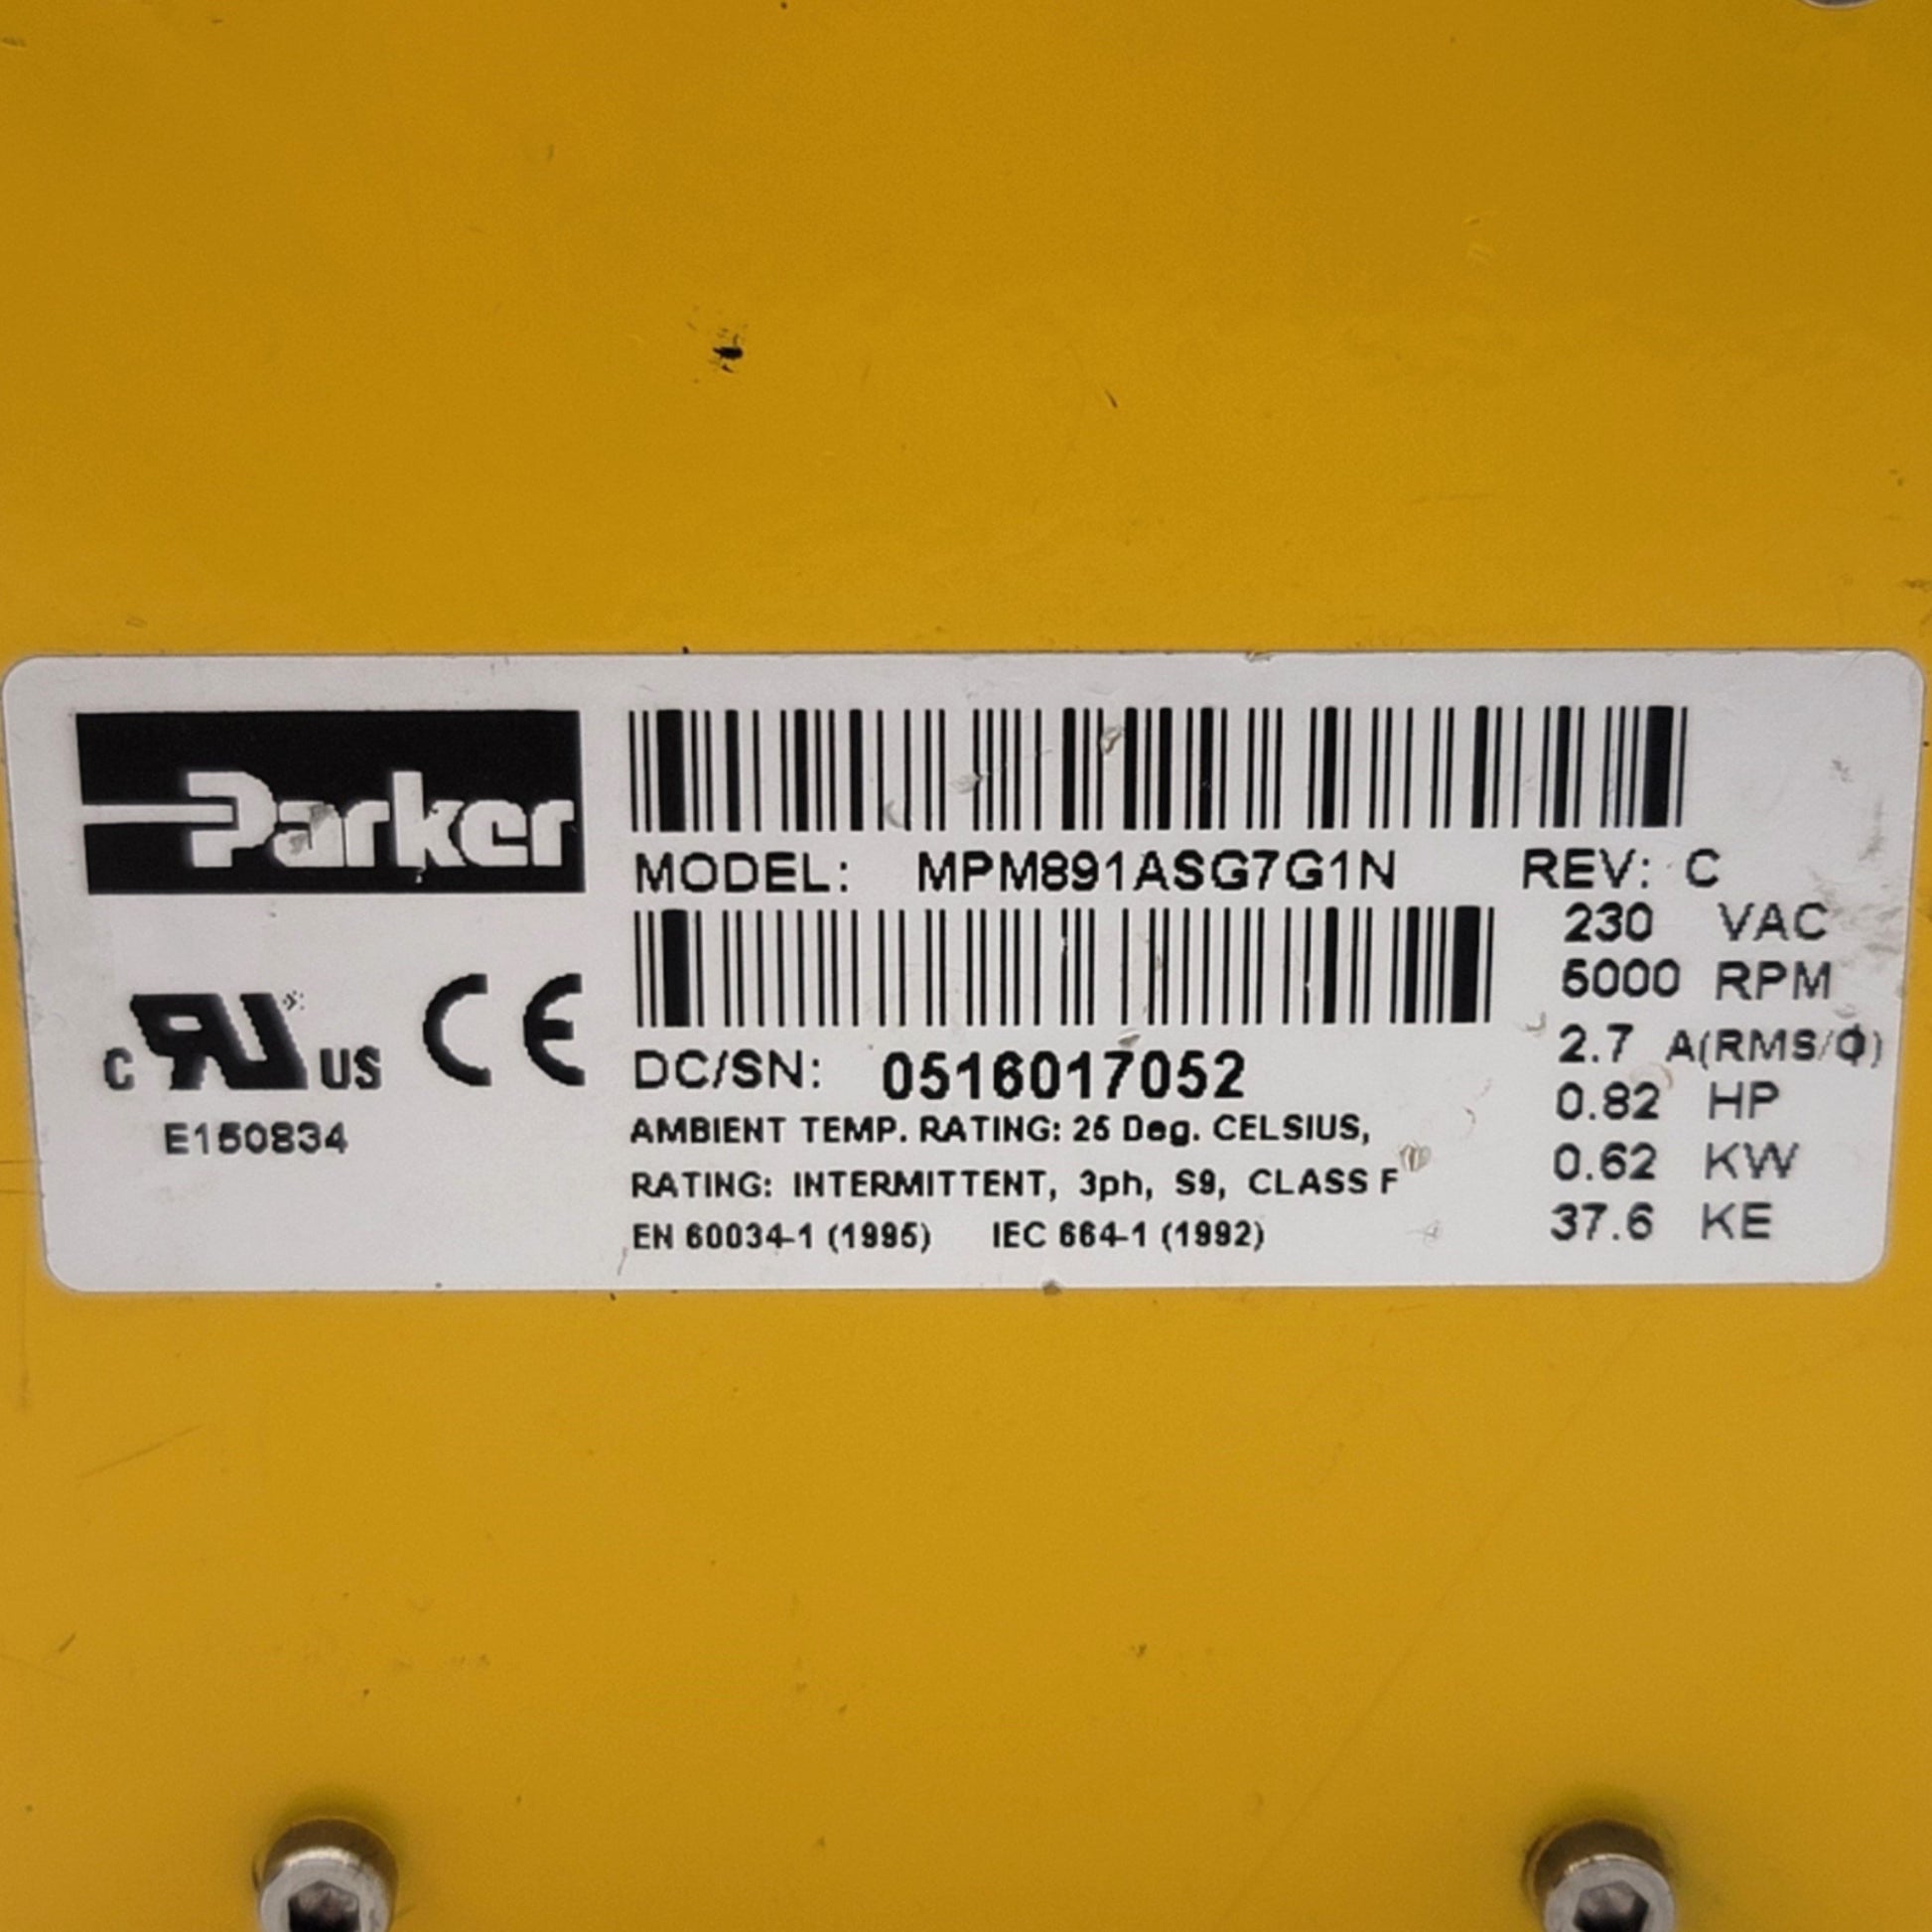 Parker
MODEL: MPM891ASG7G1N REV: C
230 VAC
5000 RPM
2.7 A(RMS/Φ)
0.82 HP
0.62 KW
37.6 KE
DC/SN: 0516017052
AMBIENT TEMP. RATING: 25 Deg. CELSIUS,
RATING: INTERMITTENT, 3ph, S9, CLASS F
EN 60034-1 (1995) IEC 664-1 (1992)
C RU US CE
E150834